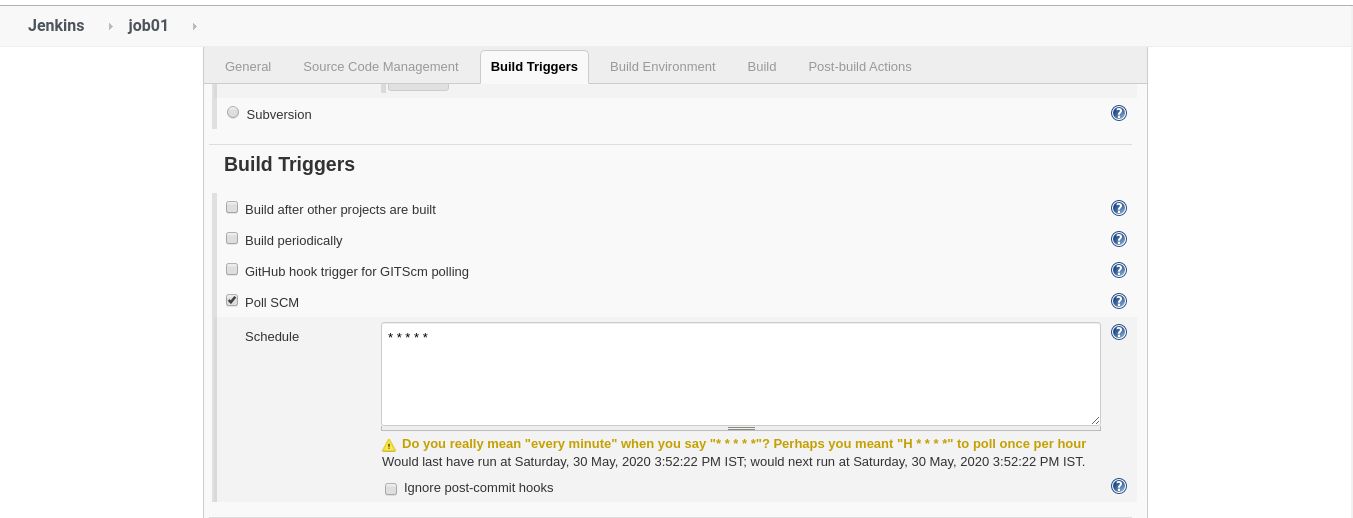 Jenkins job01
General Source Code Management Build Triggers Build Environment Build Post-build Actions
Subversion
Build Triggers
Build after other projects are built
Build periodically
GitHub hook trigger for GITScm polling
Poll SCM
Schedule
* * * * *
Do you really mean "every minute" when you say "* * * * *"? Perhaps you meant "H * * * *" to poll once per hour
Would last have run at Saturday, 30 May, 2020 3:52:22 PM IST; would next run at Saturday, 30 May, 2020 3:52:22 PM IST.
Ignore post-commit hooks